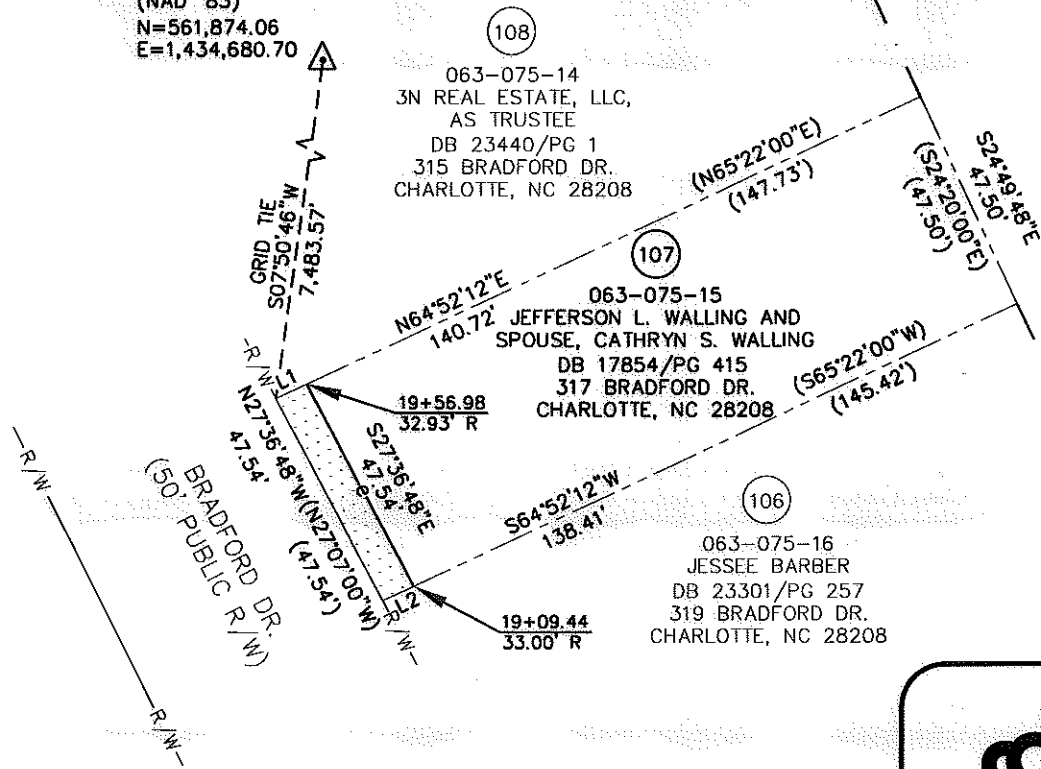 (NAD '83)
N=561,874.06
E=1,434,680.70
108
063-075-14
3N REAL ESTATE, LLC,
AS TRUSTEE
DB 23440/PG 1
315 BRADFORD DR.
CHARLOTTE, NC 28208
GRID TIE
S07°50'46"W
7,483.57'
(N65°22'00"E)
(147.73')
N64°52'12"E
140.72'
S24°49'48"E
47.50'
(S24°20'00"E)
(47.50')
107
063-075-15
JEFFERSON L. WALLING AND
SPOUSE, CATHRYN S. WALLING
DB 17854/PG 415
317 BRADFORD DR.
CHARLOTTE, NC 28208
-R/W-
L1
19+56.98
32.93' R
N27°36'48"W(N27°07'00"W)
47.54'
(47.54')
S27°36'48"E
47.54'
(S65°22'00"W)
(145.42')
S64°52'12"W
138.41'
L2
-R/W-
19+09.44
33.00' R
106
063-075-16
JESSEE BARBER
DB 23301/PG 257
319 BRADFORD DR.
CHARLOTTE, NC 28208
-R/W-
BRADFORD DR.
(50' PUBLIC R/W)
-R/W-